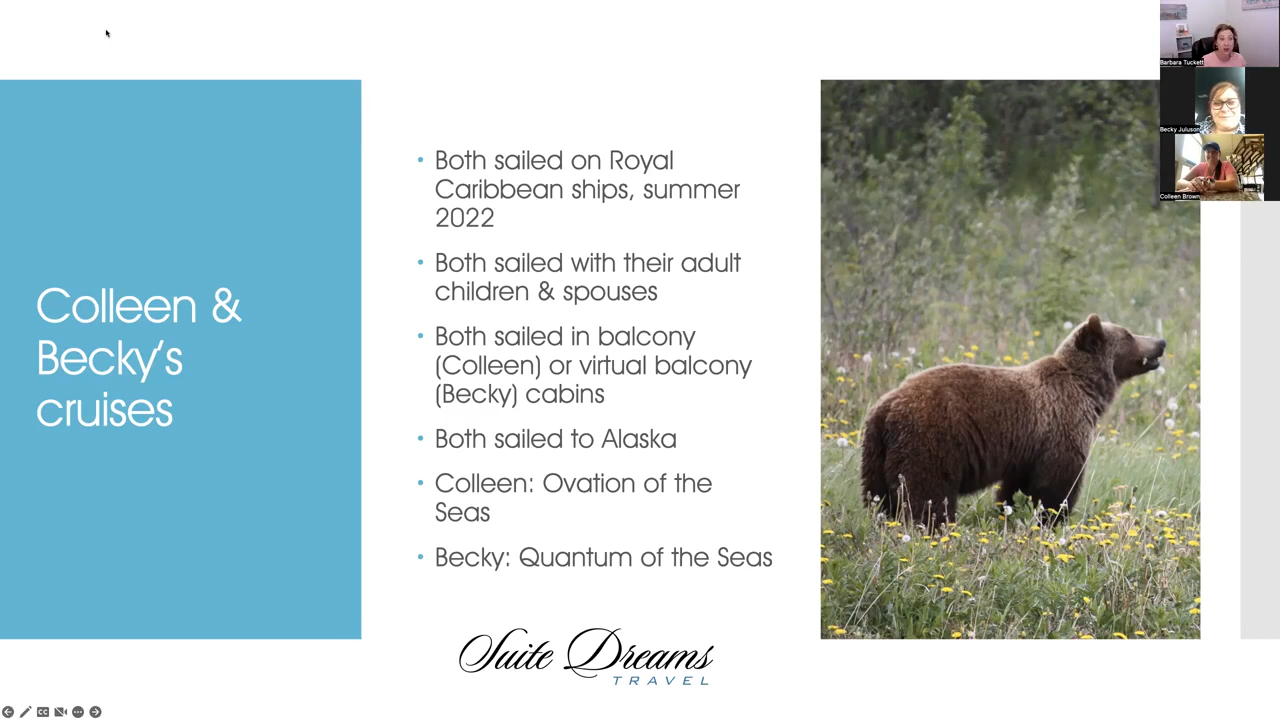 Colleen &
Becky's
cruises
• Both sailed on Royal
Caribbean ships, summer
2022
• Both sailed with their adult
children & spouses
• Both sailed in balcony
(Colleen) or virtual balcony
(Becky) cabins
• Both sailed to Alaska
• Colleen: Ovation of the
Seas
• Becky: Quantum of the Seas
Suite Dreams
TRAVEL
Barbara Tuckett
Becky Juluson
Colleen Brown
CC